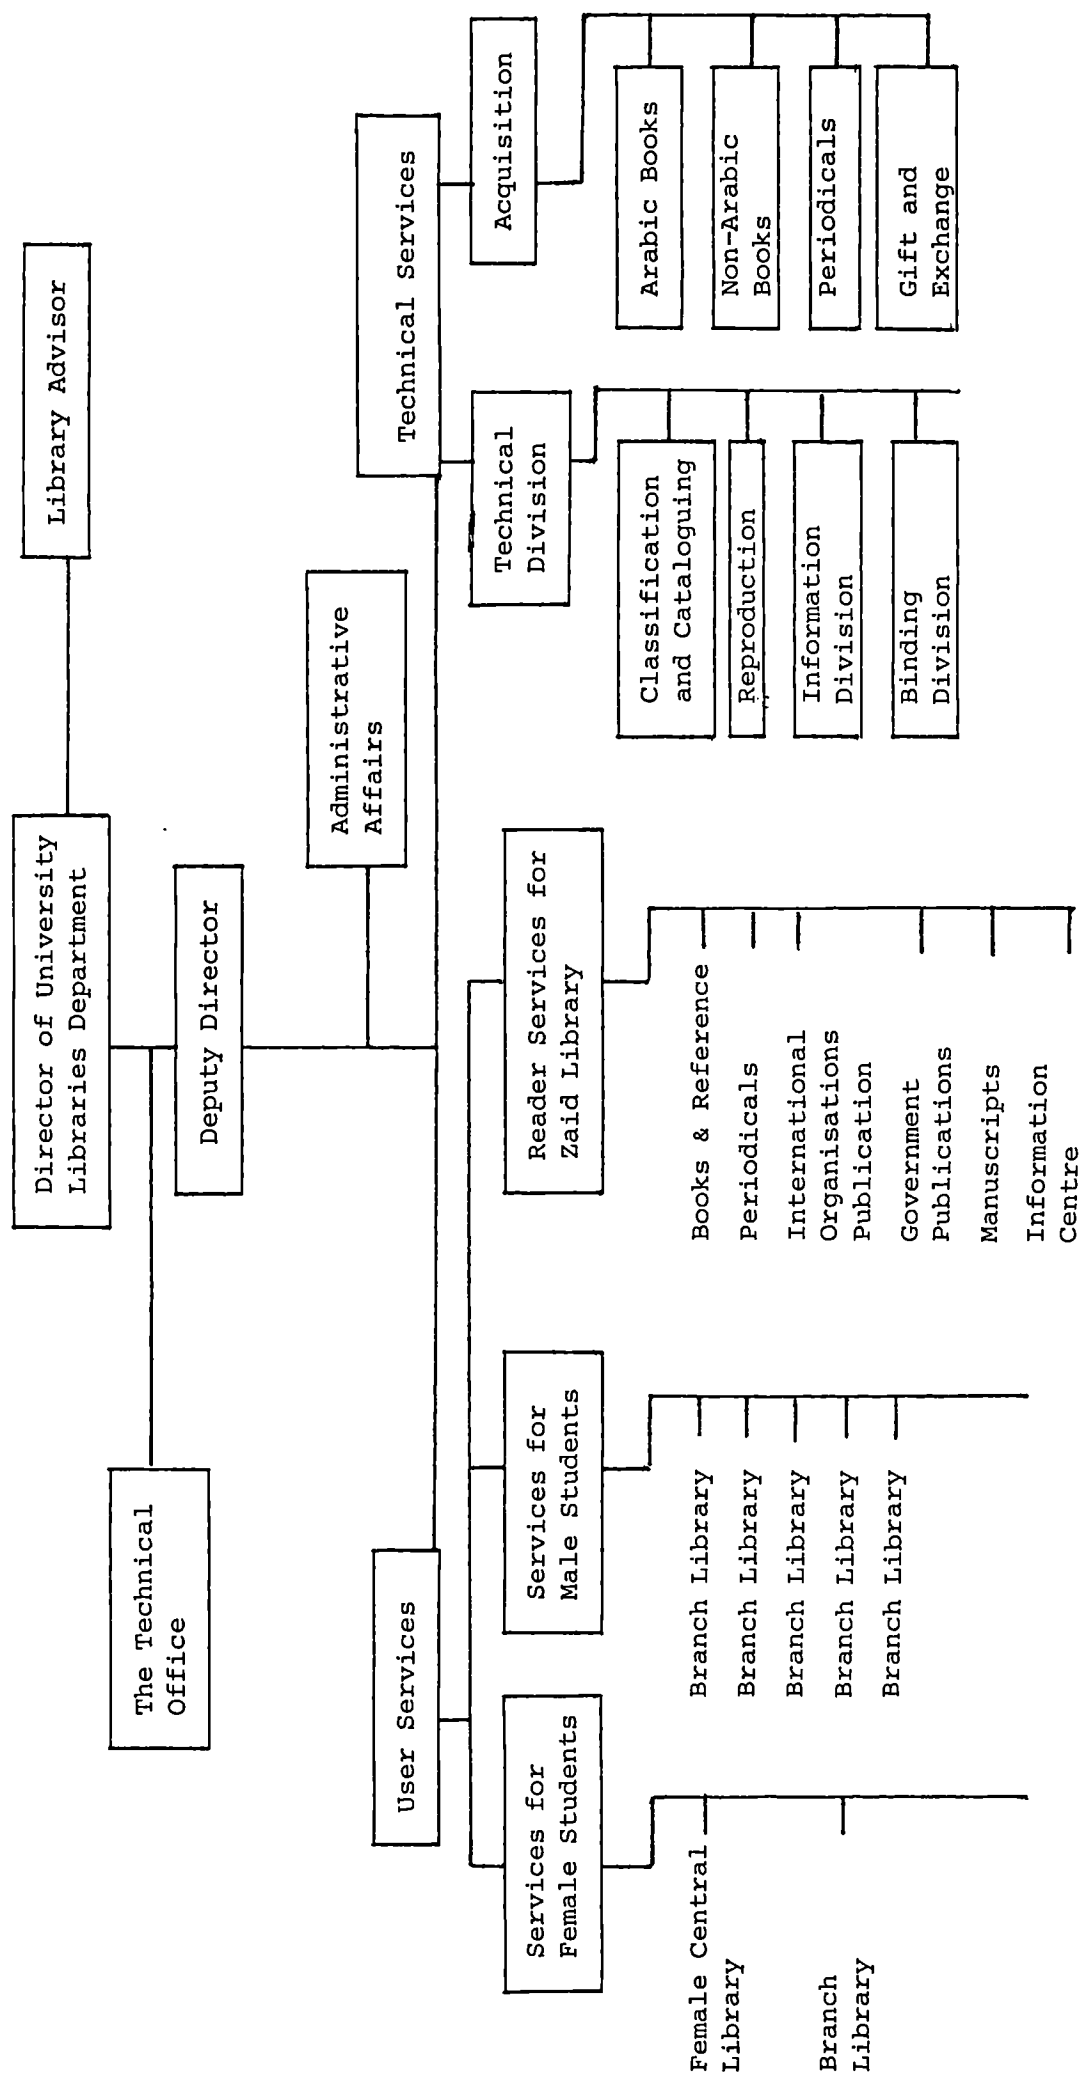 Director of University
Libraries Department
Library Advisor
The Technical
Office
Deputy Director
Administrative
Affairs
User Services
Technical Services
Services for
Female Students
Services for
Male Students
Reader Services for
Zaid Library
Technical
Division
Acquisition
Female Central
Library
Branch
Library
Branch Library
Branch Library
Branch Library
Branch Library
Branch Library
Books & Reference
Periodicals
International
Organisations
Publication
Government
Publications
Manuscripts
Information
Centre
Classification
and Cataloguing
Reproduction
Information
Division
Binding
Division
Arabic Books
Non-Arabic
Books
Periodicals
Gift and
Exchange